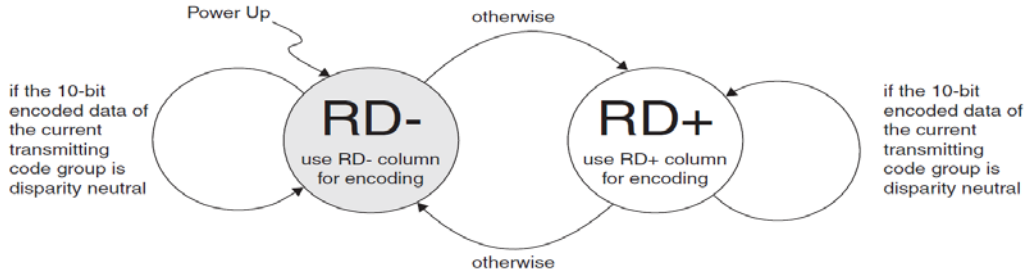 Power Up
otherwise
if the 10-bit
encoded data of
the current
transmitting
code group is
disparity neutral
RD-
use RD- column
for encoding
RD+
use RD+ column
for encoding
if the 10-bit
encoded data of
the current
transmitting
code group is
disparity neutral
otherwise